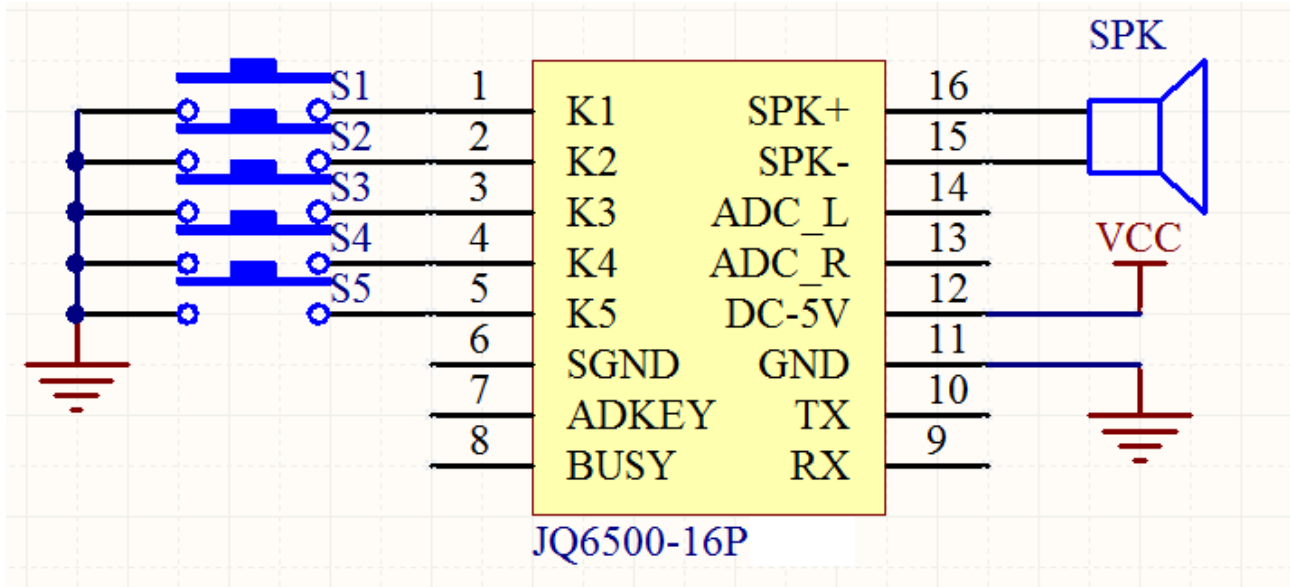 SPK
S1 1 K1 SPK+ 16
S2 2 K2 SPK- 15
S3 3 K3 ADC_L 14
S4 4 K4 ADC_R 13 VCC
S5 5 K5 DC-5V 12
6 SGND GND 11
7 ADKEY TX 10
8 BUSY RX 9
JQ6500-16P